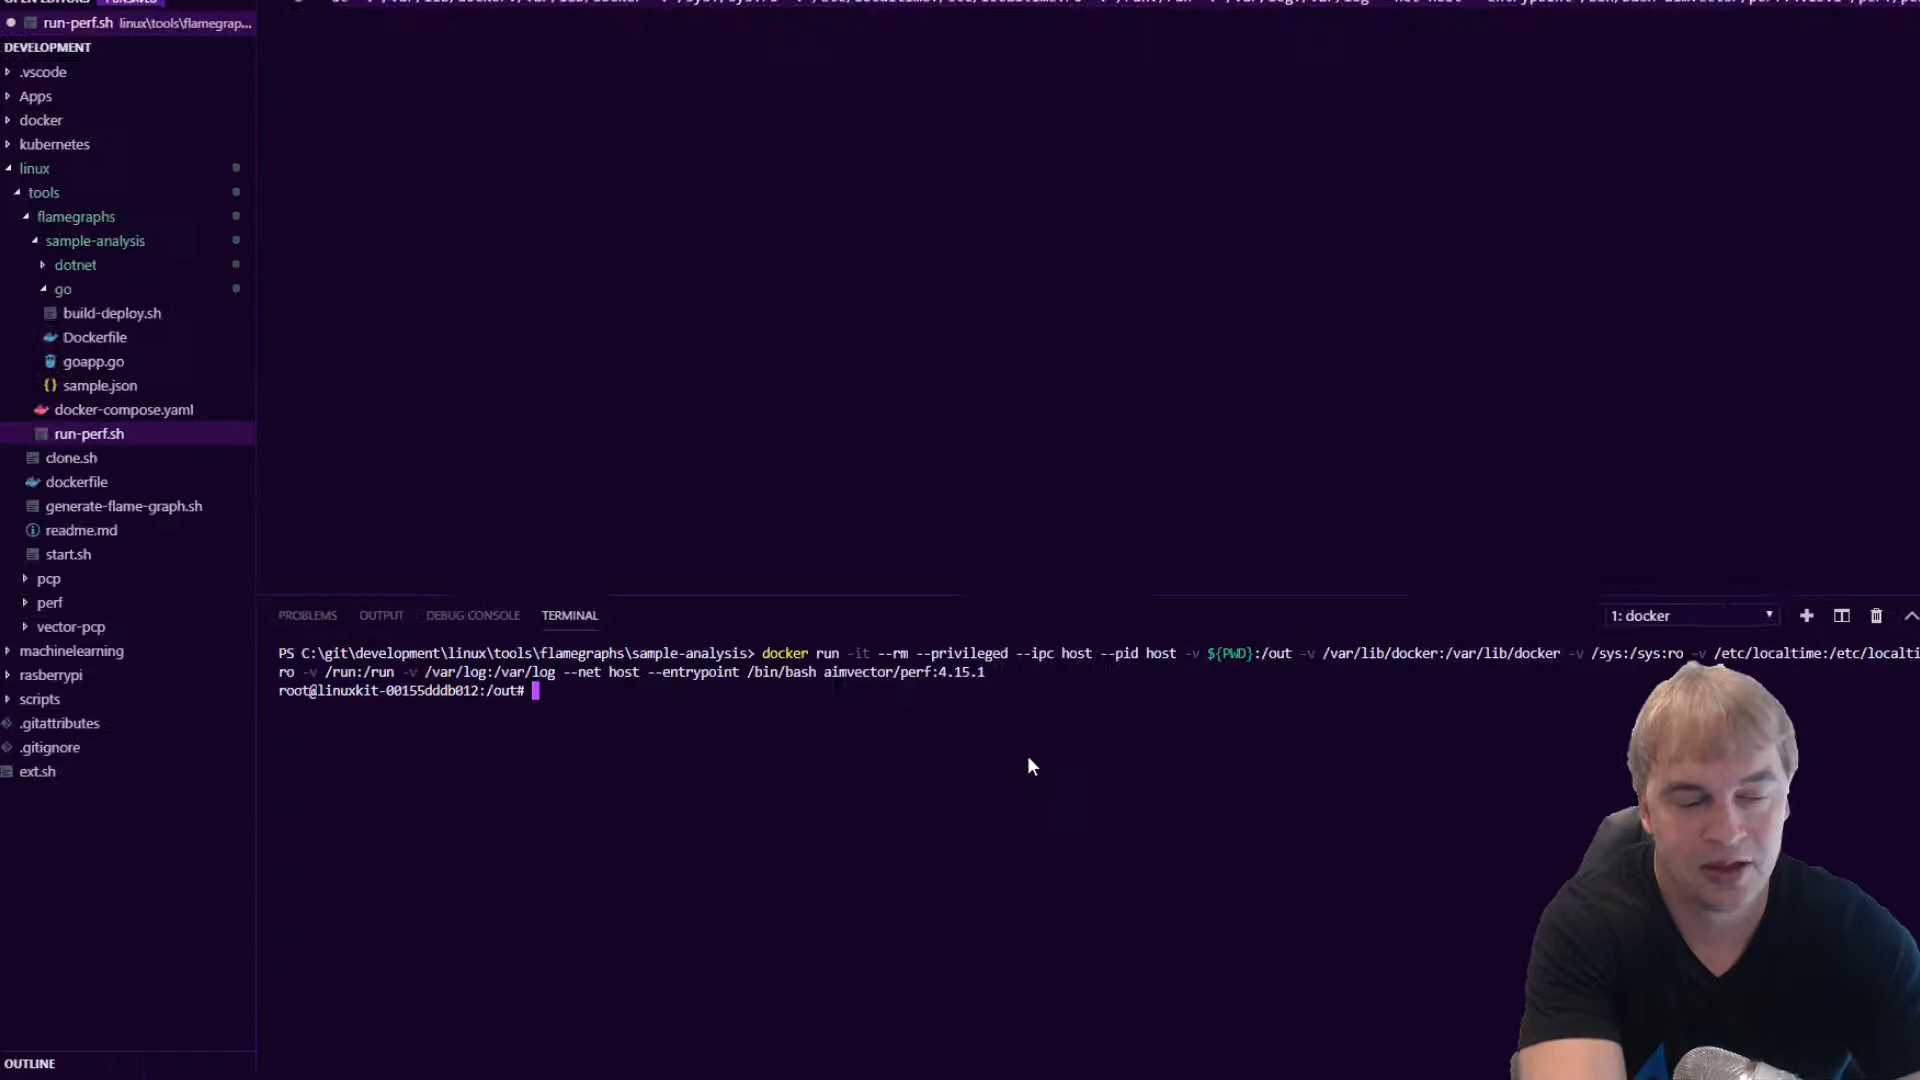 run-perf.sh linux\tools\flamegrap...
DEVELOPMENT
.vscode
Apps
docker
kubernetes
linux
tools
flamegraphs
sample-analysis
dotnet
go
build-deploy.sh
Dockerfile
goapp.go
sample.json
docker-compose.yaml
run-perf.sh
clone.sh
dockerfile
generate-flame-graph.sh
readme.md
start.sh
pcp
perf
vector-pcp
machinelearning
rasberrypi
scripts
.gitattributes
.gitignore
ext.sh
OUTLINE
PROBLEMS OUTPUT DEBUG CONSOLE TERMINAL 1: docker
PS C:\git\development\linux\tools\flamegraphs\sample-analysis> docker run -it --rm --privileged --ipc host --pid host -v ${PWD}:/out -v /var/lib/docker:/var/lib/docker -v /sys:/sys:ro -v /etc/localtime:/etc/localti
ro -v /run:/run -v /var/log:/var/log --net host --entrypoint /bin/bash aimvector/perf:4.15.1
root@linuxkit-00155dddb012:/out#